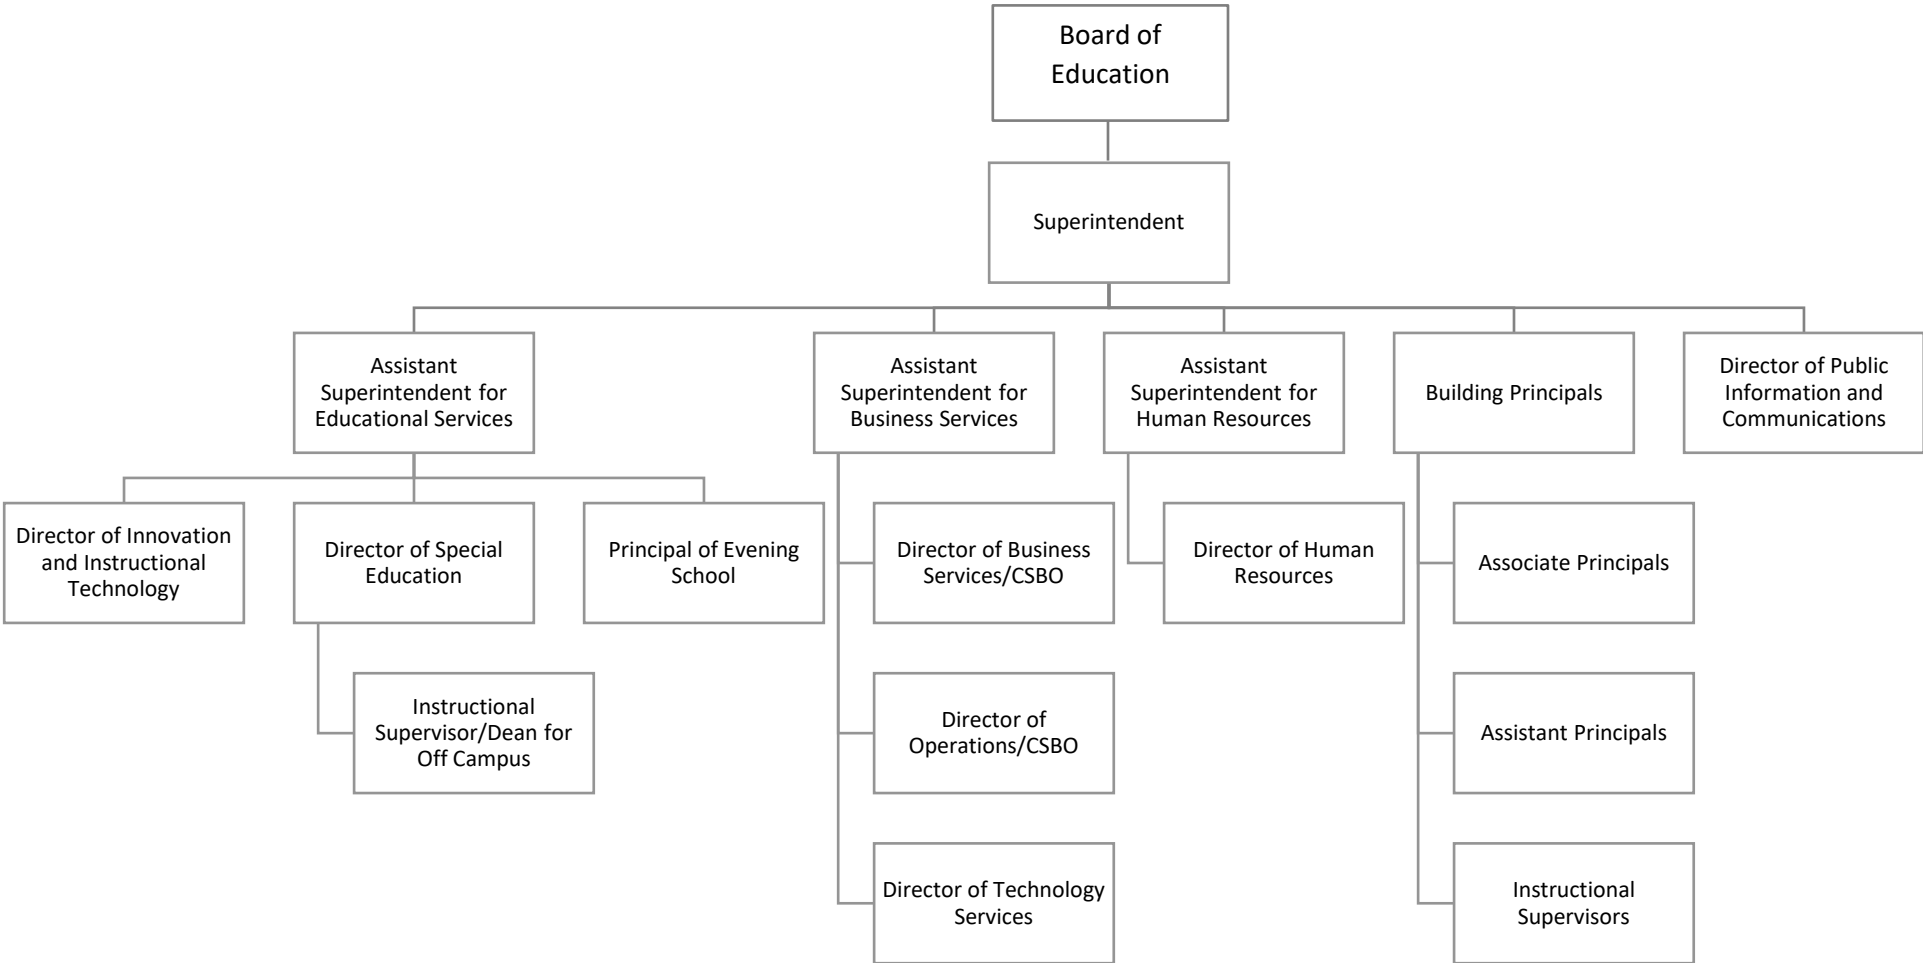 Board of
Education
Superintendent
Assistant
Superintendent for
Educational Services
Assistant
Superintendent for
Business Services
Assistant
Superintendent for
Human Resources
Building Principals
Director of Public
Information and
Communications
Director of Innovation
and Instructional
Technology
Director of Special
Education
Principal of Evening
School
Director of Business
Services/CSBO
Director of Human
Resources
Associate Principals
Instructional
Supervisor/Dean for
Off Campus
Director of
Operations/CSBO
Assistant Principals
Director of Technology
Services
Instructional
Supervisors